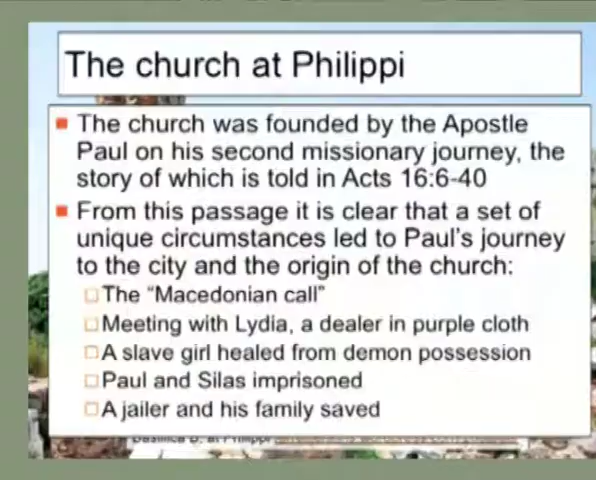 The church at Philippi
The church was founded by the Apostle
Paul on his second missionary journey, the
story of which is told in Acts 16:6-40
From this passage it is clear that a set of
unique circumstances led to Paul's journey
to the city and the origin of the church:
The "Macedonian call"
Meeting with Lydia, a dealer in purple cloth
A slave girl healed from demon possession
Paul and Silas imprisoned
A jailer and his family saved
Basilica B, at Philippi